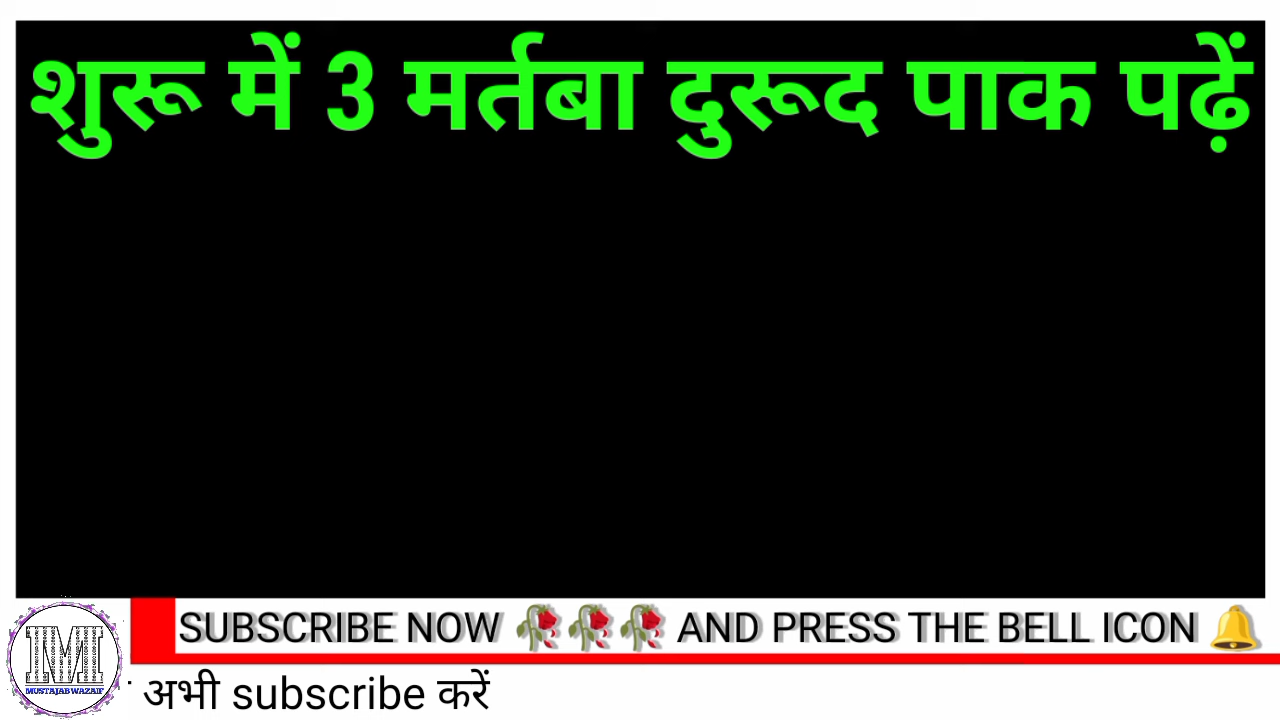 शुरू में 3 मर्तबा दुरूद पाक पढ़ें
SUBSCRIBE NOW 🥀🥀🥀 AND PRESS THE BELL ICON 🔔
MUSTAJAB WAZAIF
अभी subscribe करें